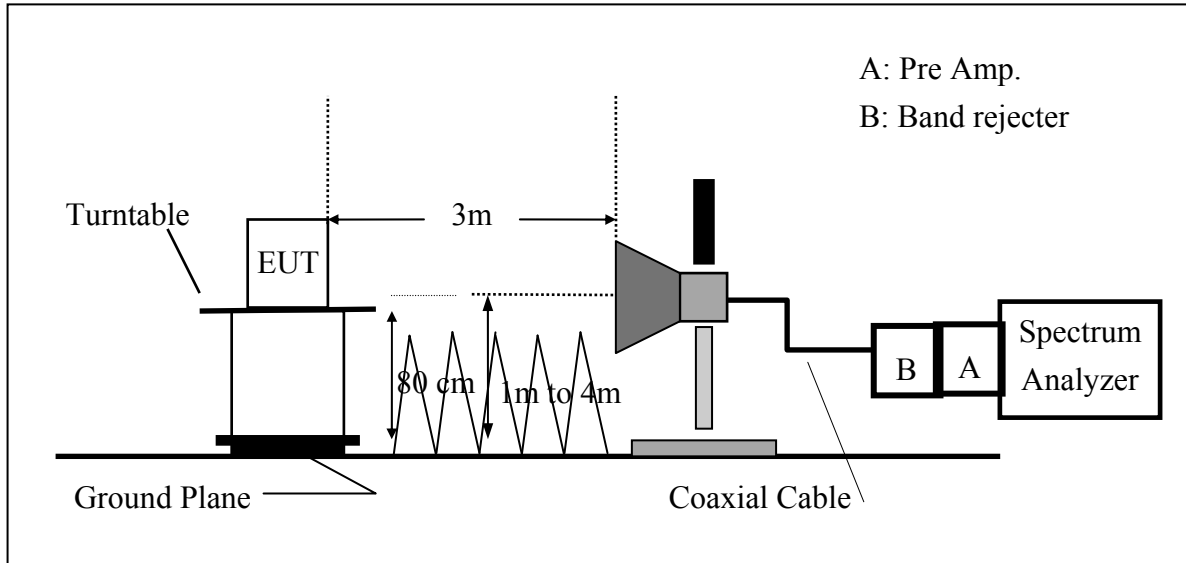 A: Pre Amp.
B: Band rejecter
Turntable
3m
EUT
80 cm
1m to 4m
B
A
Spectrum
Analyzer
Ground Plane
Coaxial Cable